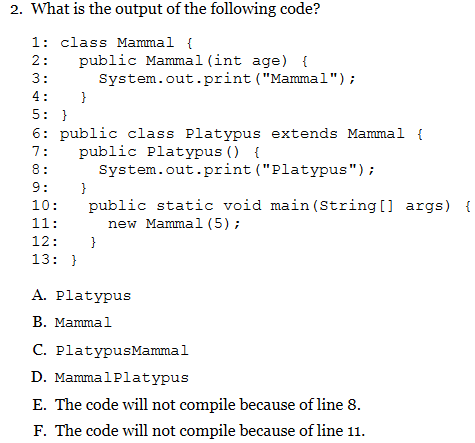 2. What is the output of the following code?
1: class Mammal {
2:   public Mammal(int age) {
3:     System.out.print("Mammal");
4:   }
5: }
6: public class Platypus extends Mammal {
7:   public Platypus() {
8:     System.out.print("Platypus");
9:   }
10:   public static void main(String[] args) {
11:     new Mammal(5);
12:   }
13: }
A. Platypus
B. Mammal
C. PlatypusMammal
D. MammalPlatypus
E. The code will not compile because of line 8.
F. The code will not compile because of line 11.